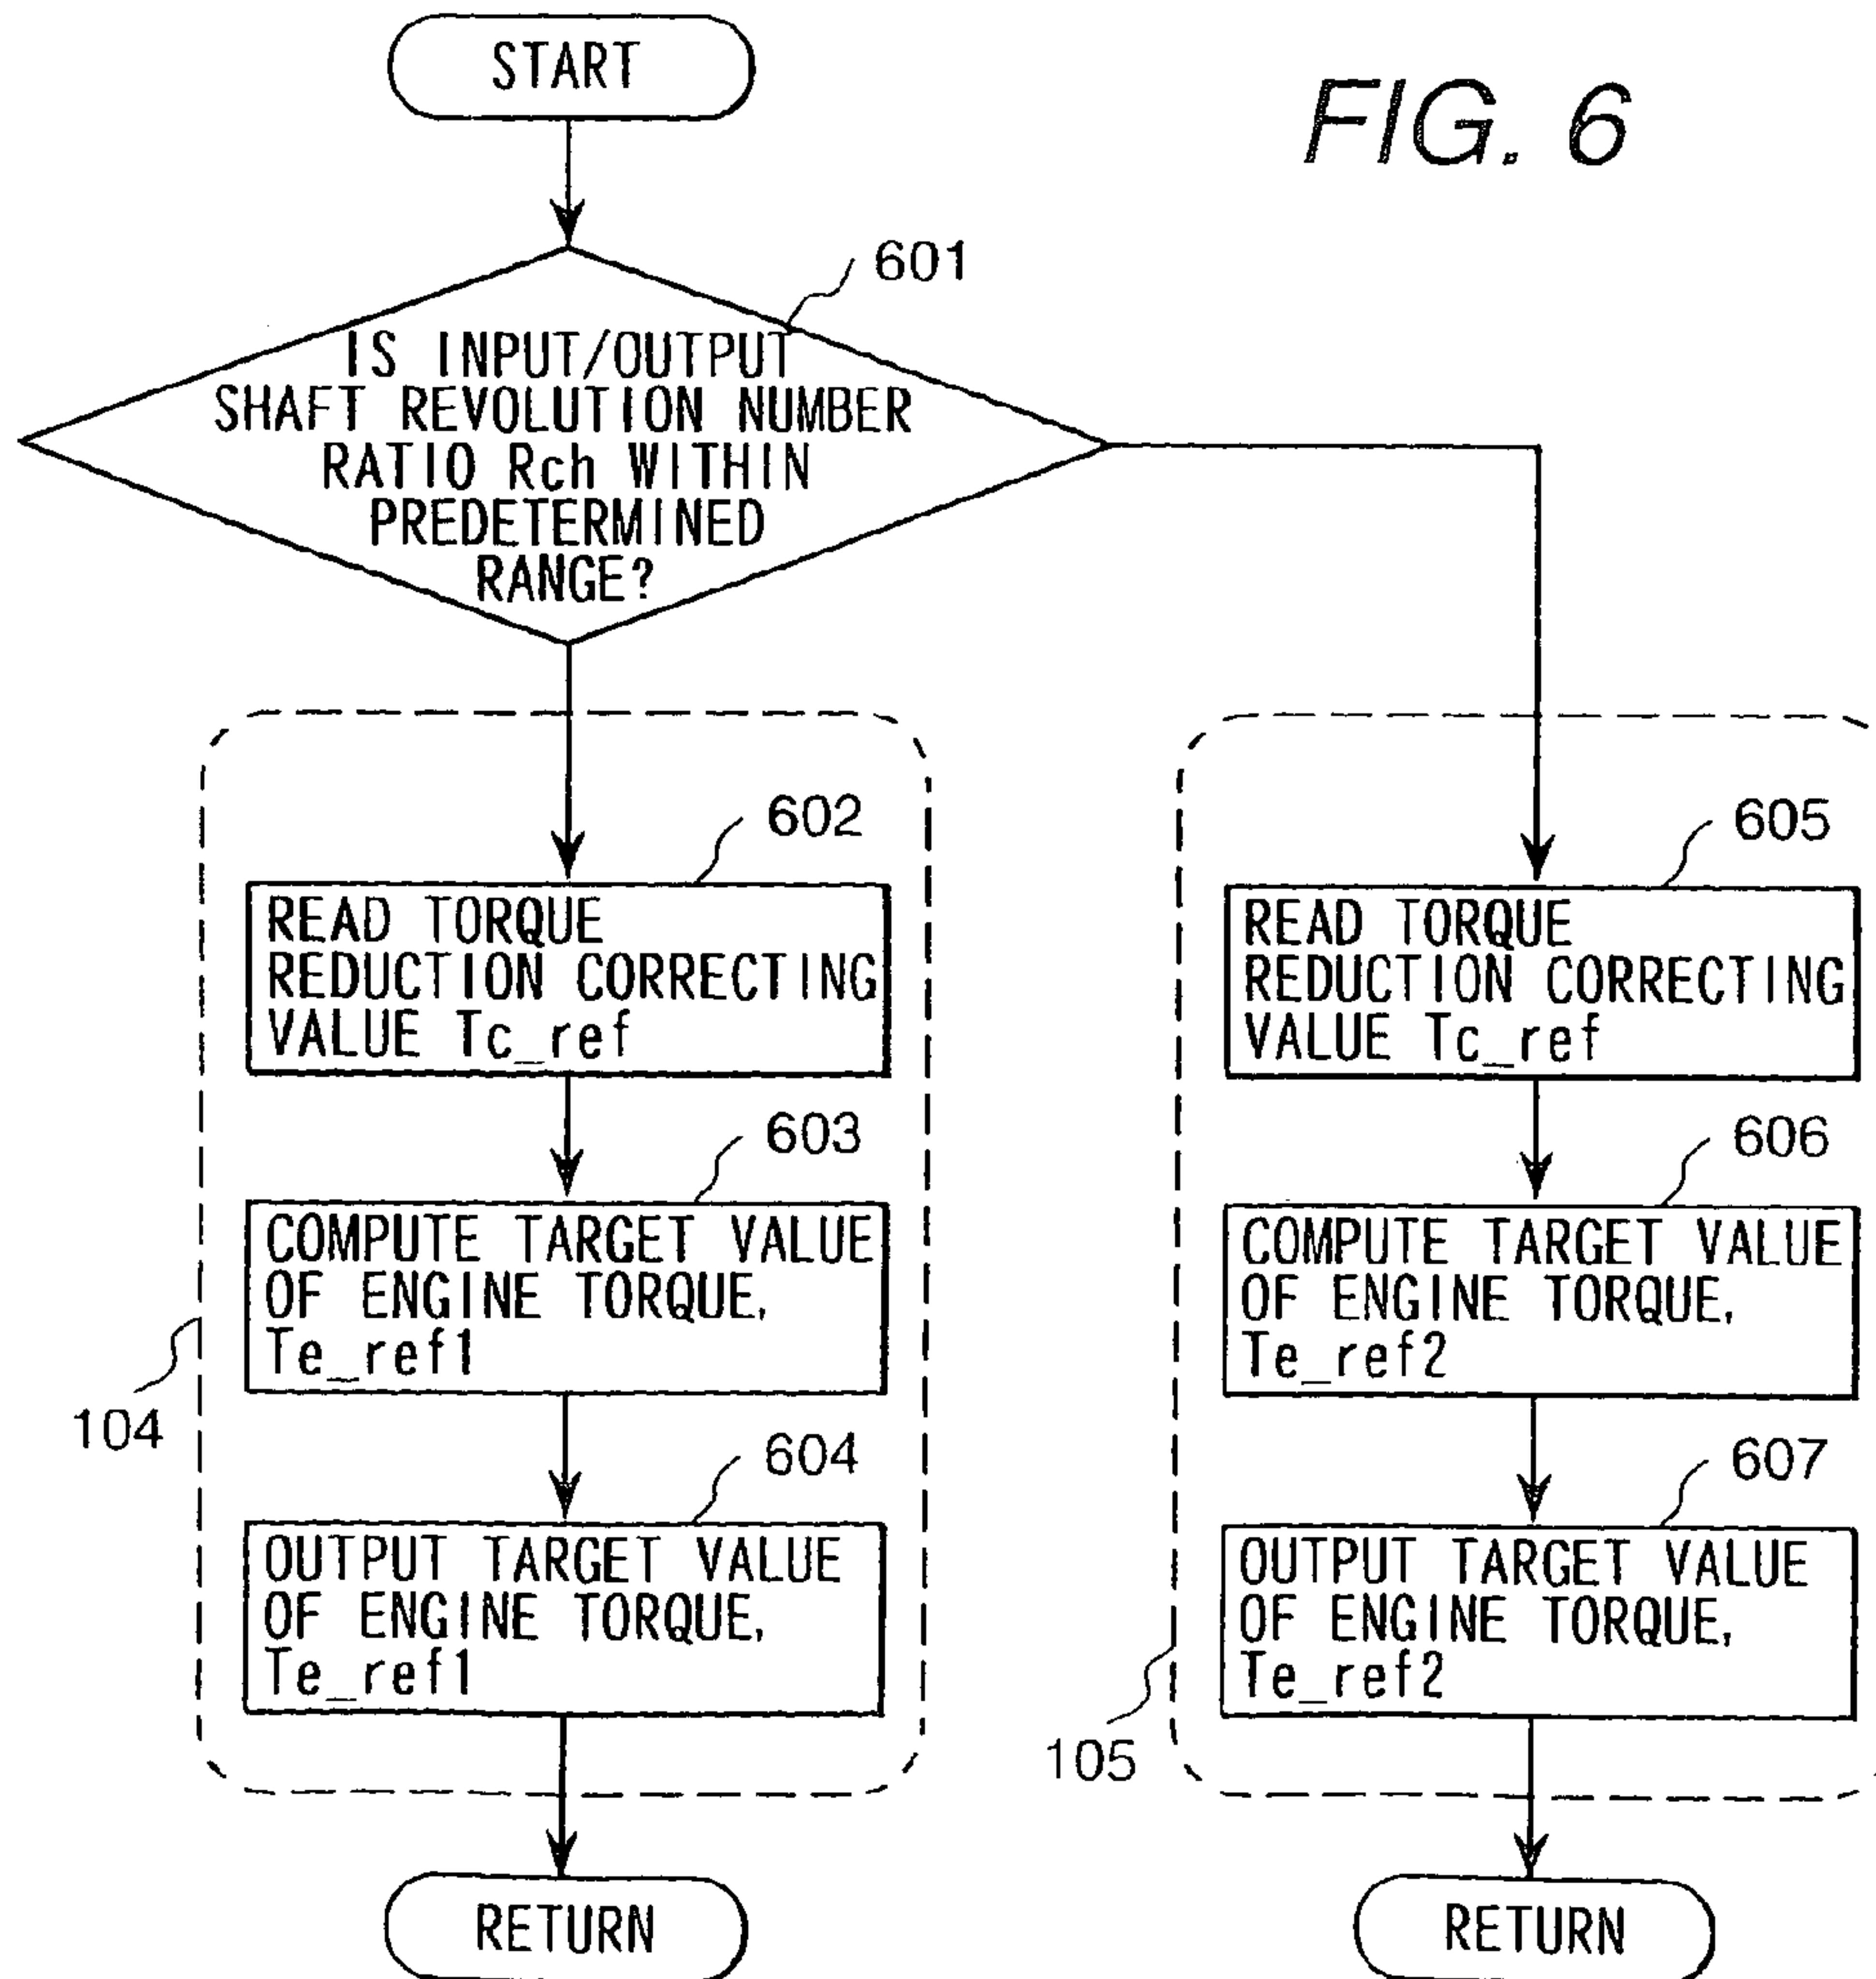 START
FIG. 6
601
IS INPUT/OUTPUT
SHAFT REVOLUTION NUMBER
RATIO Rch WITHIN
PREDETERMINED
RANGE?
602
READ TORQUE
REDUCTION CORRECTING
VALUE Tc_ref
603
COMPUTE TARGET VALUE
OF ENGINE TORQUE,
Te_ref1
104
604
OUTPUT TARGET VALUE
OF ENGINE TORQUE,
Te_ref1
RETURN
605
READ TORQUE
REDUCTION CORRECTING
VALUE Tc_ref
606
COMPUTE TARGET VALUE
OF ENGINE TORQUE,
Te_ref2
607
OUTPUT TARGET VALUE
OF ENGINE TORQUE,
Te_ref2
105
RETURN